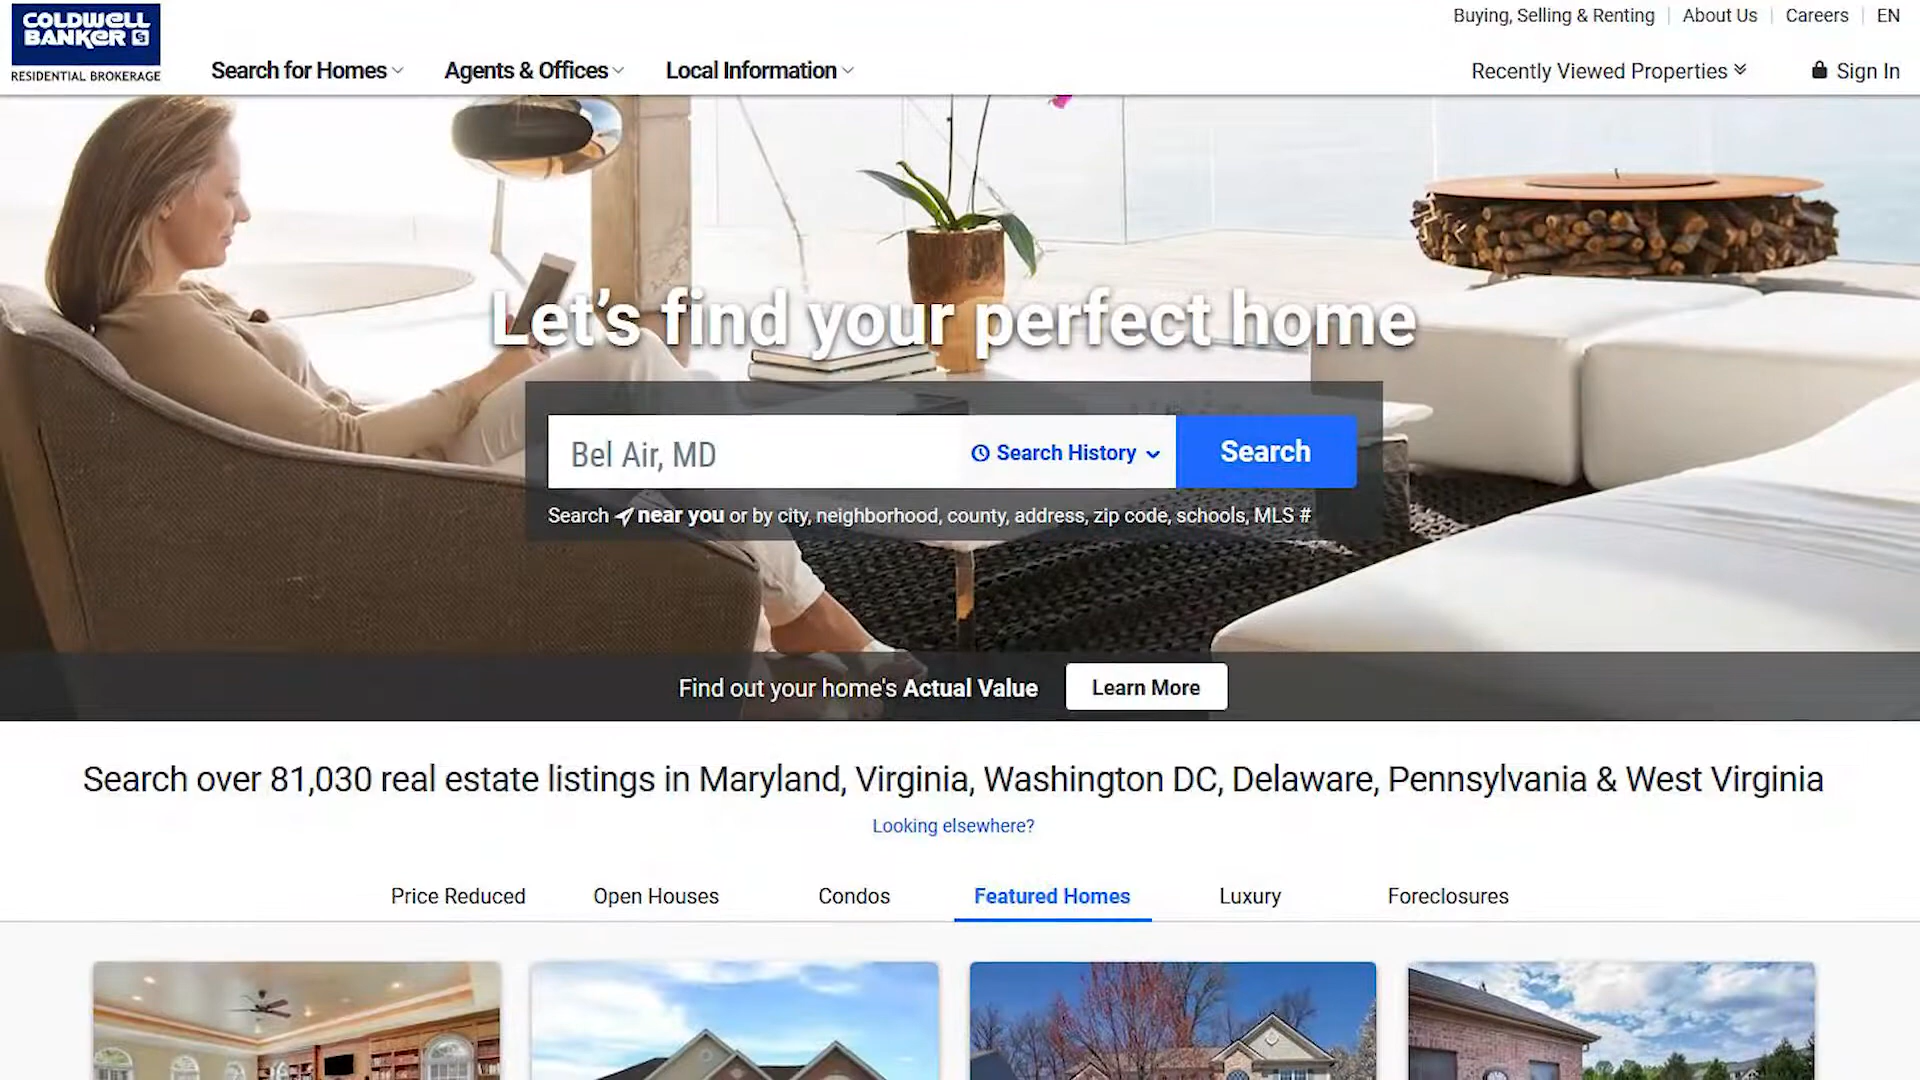 COLDWELL
BANKER
RESIDENTIAL BROKERAGE
Buying, Selling & Renting
About Us
Careers
EN
Search for Homes
Agents & Offices
Local Information
Recently Viewed Properties
Sign In
Let's find your perfect home
Bel Air, MD
Search History
Search
Search near you or by city, neighborhood, county, address, zip code, schools, MLS #
Find out your home's Actual Value
Learn More
Search over 81,030 real estate listings in Maryland, Virginia, Washington DC, Delaware, Pennsylvania & West Virginia
Looking elsewhere?
Price Reduced
Open Houses
Condos
Featured Homes
Luxury
Foreclosures